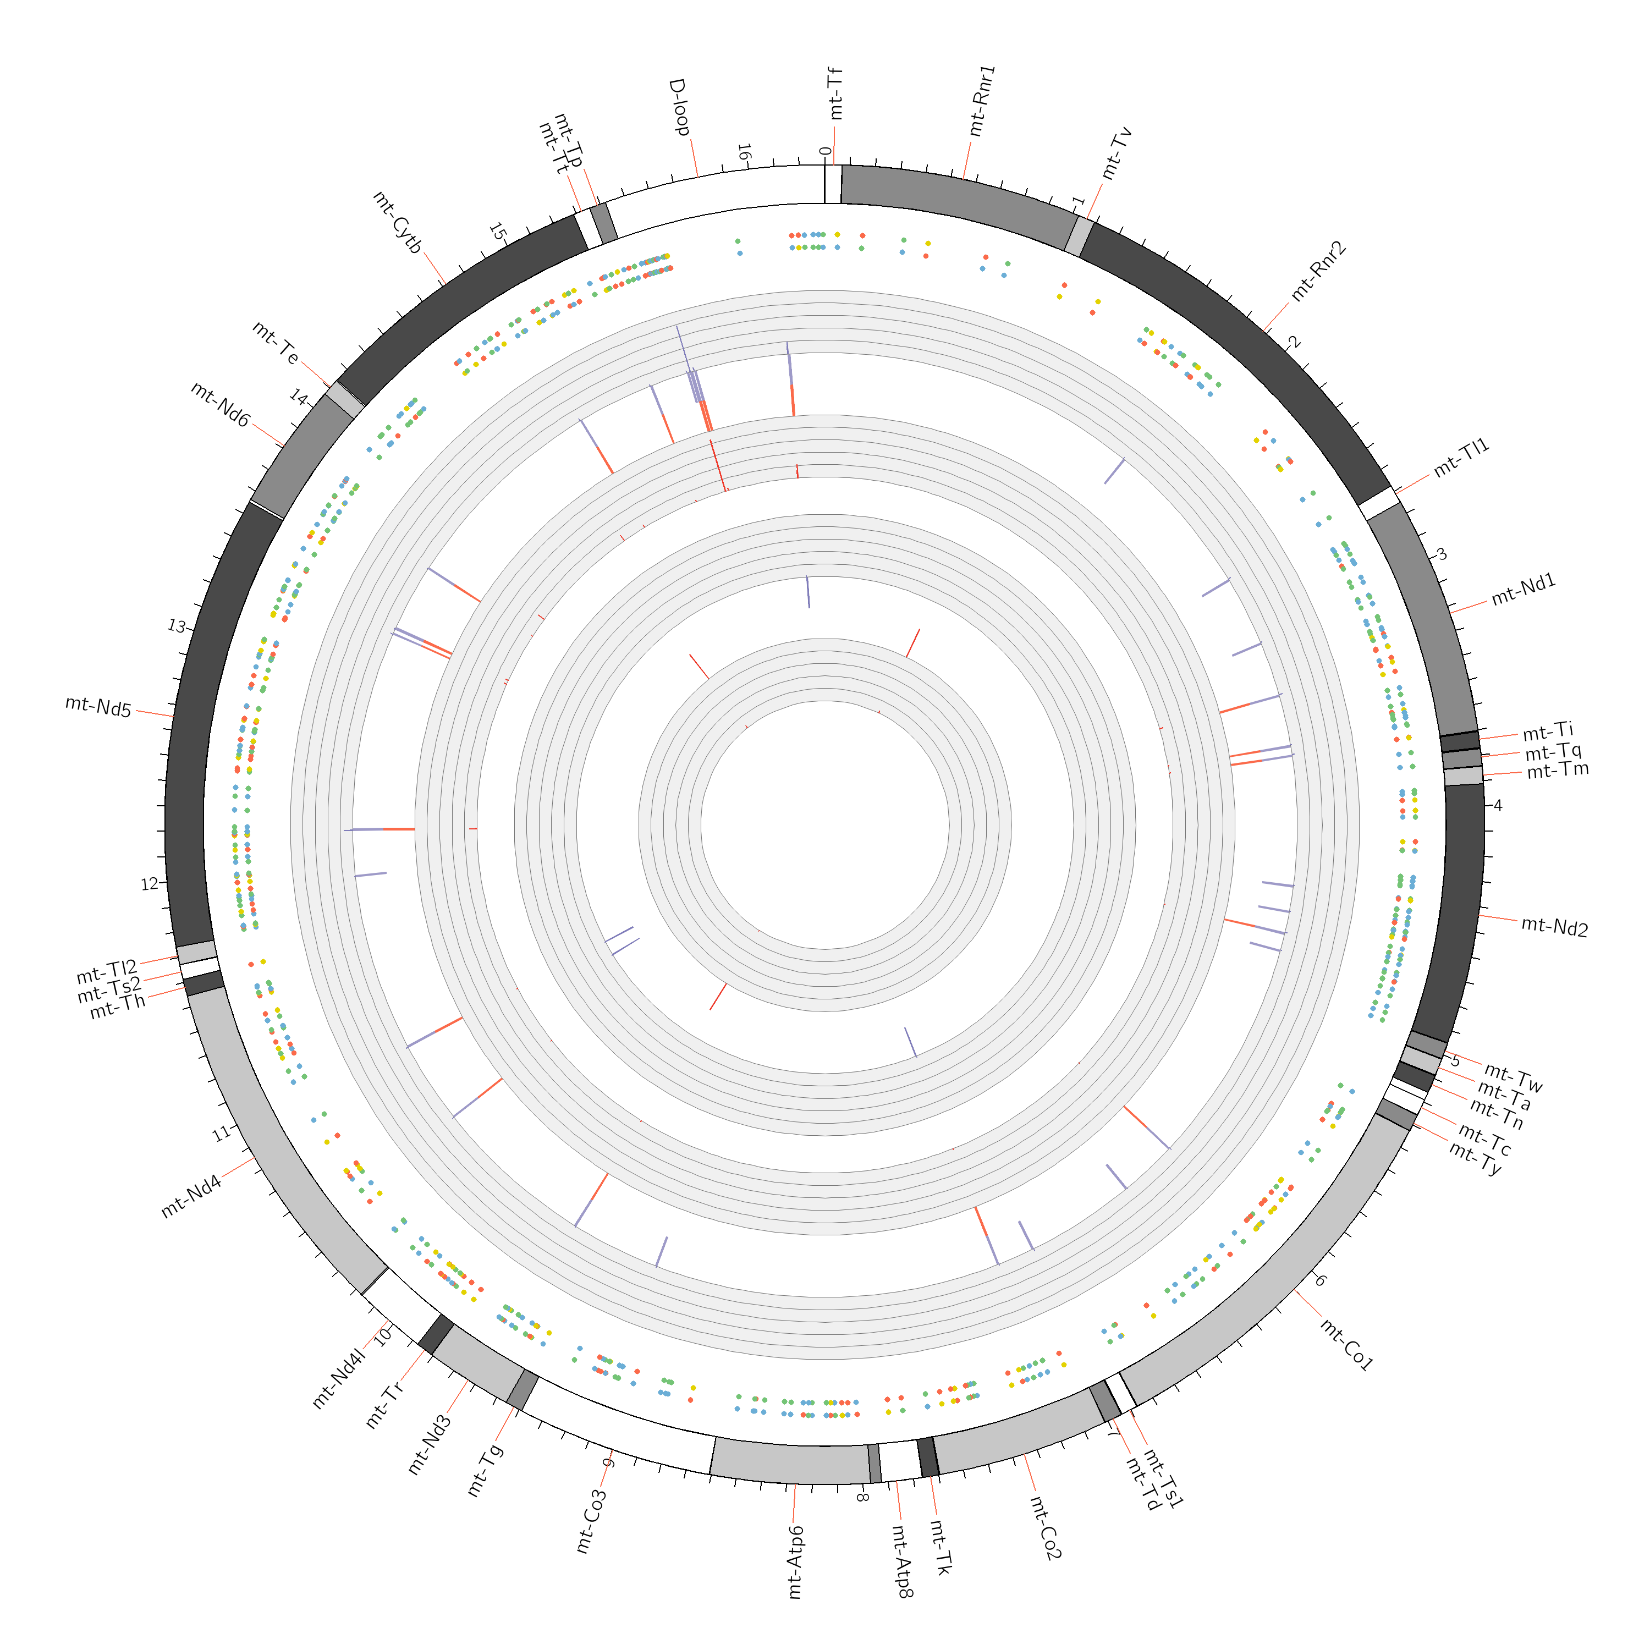 0
mt-Tf
mt-Rnr1
1
mt-Tv
mt-Rnr2
2
mt-Tl1
3
mt-Nd1
mt-Ti
mt-Tq
mt-Tm
4
mt-Nd2
5
mt-Tw
mt-Ta
mt-Tn
mt-Tc
mt-Ty
6
mt-Co1
mt-Ts1
7
mt-Td
mt-Co2
mt-Tk
mt-Atp8
8
mt-Atp6
9
mt-Co3
mt-Tg
mt-Nd3
mt-Tr
10
mt-Nd4l
11
mt-Nd4
mt-Th
mt-Ts2
mt-Tl2
12
mt-Nd5
13
mt-Nd6
14
mt-Te
mt-Cytb
15
mt-Tt
mt-Tp
D-loop
16